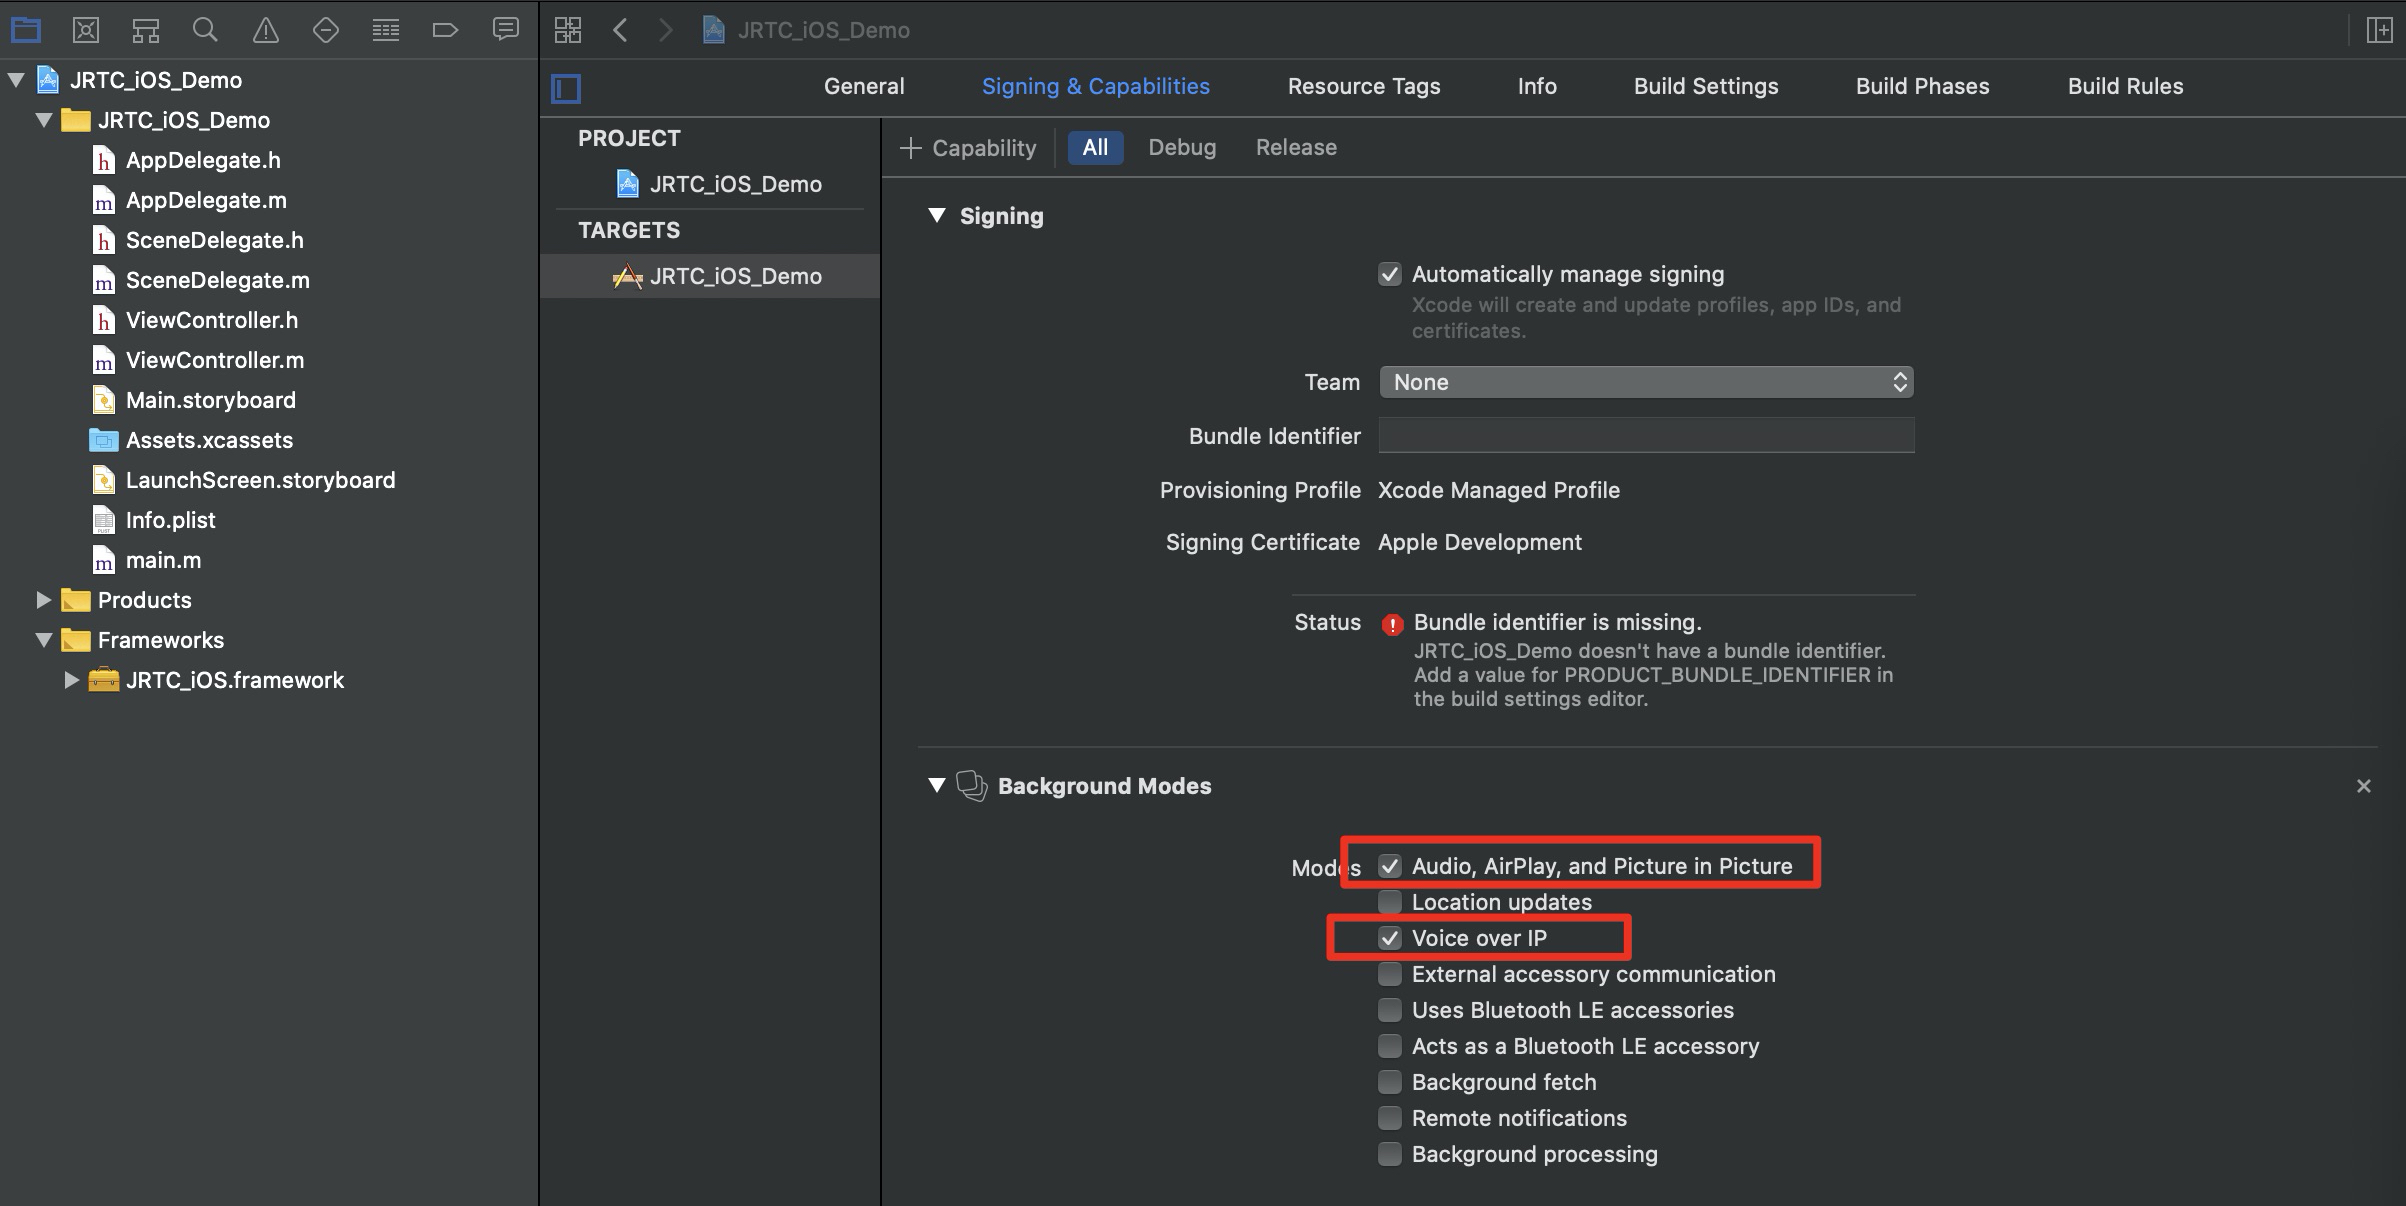 JRTC_iOS_Demo
General
Signing & Capabilities
Resource Tags
Info
Build Settings
Build Phases
Build Rules
JRTC_iOS_Demo
JRTC_iOS_Demo
h AppDelegate.h
m AppDelegate.m
h SceneDelegate.h
m SceneDelegate.m
h ViewController.h
m ViewController.m
Main.storyboard
Assets.xcassets
LaunchScreen.storyboard
Info.plist
m main.m
Products
Frameworks
JRTC_iOS.framework
PROJECT
JRTC_iOS_Demo
TARGETS
JRTC_iOS_Demo
+ Capability
All
Debug
Release
Signing
Automatically manage signing
Xcode will create and update profiles, app IDs, and
certificates.
Team None
Bundle Identifier
Provisioning Profile Xcode Managed Profile
Signing Certificate Apple Development
Status Bundle identifier is missing.
JRTC_iOS_Demo doesn't have a bundle identifier.
Add a value for PRODUCT_BUNDLE_IDENTIFIER in
the build settings editor.
Background Modes
Modes Audio, AirPlay, and Picture in Picture
Location updates
Voice over IP
External accessory communication
Uses Bluetooth LE accessories
Acts as a Bluetooth LE accessory
Background fetch
Remote notifications
Background processing